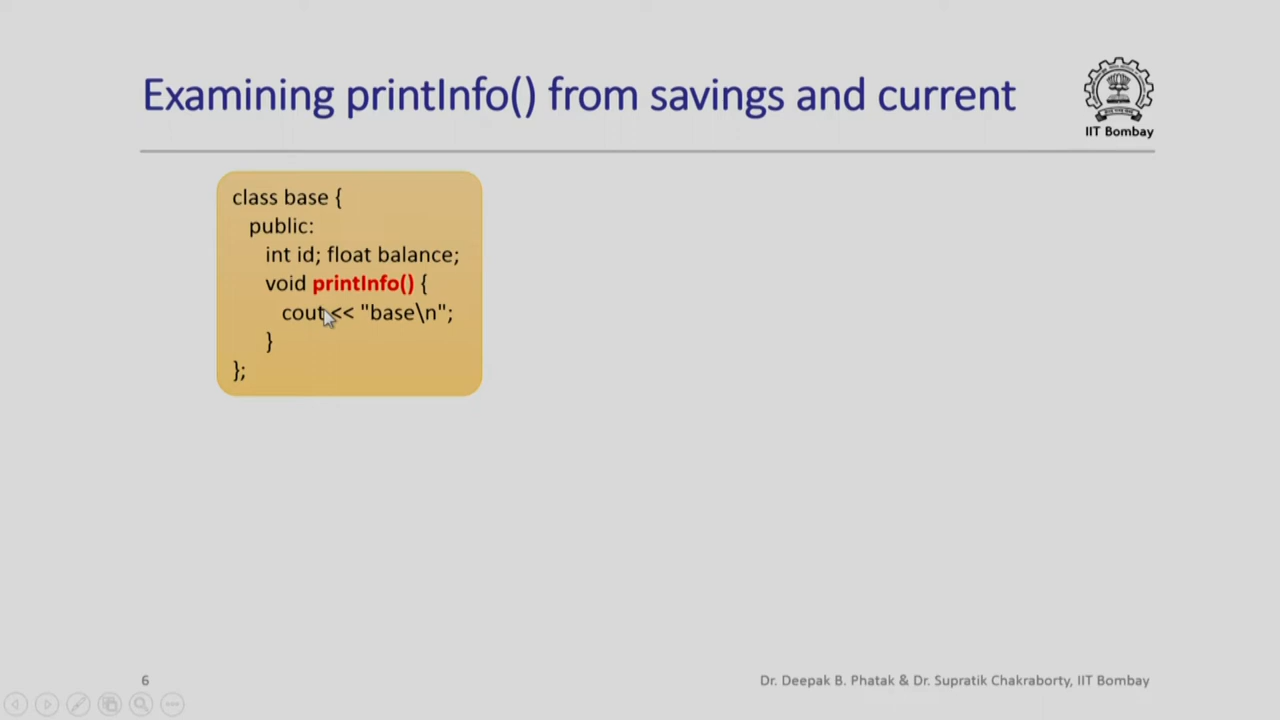 Examining printInfo() from savings and current
IIT Bombay
class base {
public:
int id; float balance;
void printInfo() {
cout << "base\n";
}
};
6
Dr. Deepak B. Phatak & Dr. Supratik Chakraborty, IIT Bombay